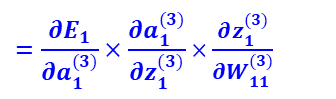 = ∂E₁/∂a₁⁽³⁾ × ∂a₁⁽³⁾/∂z₁⁽³⁾ × ∂z₁⁽³⁾/∂W₁₁⁽³⁾